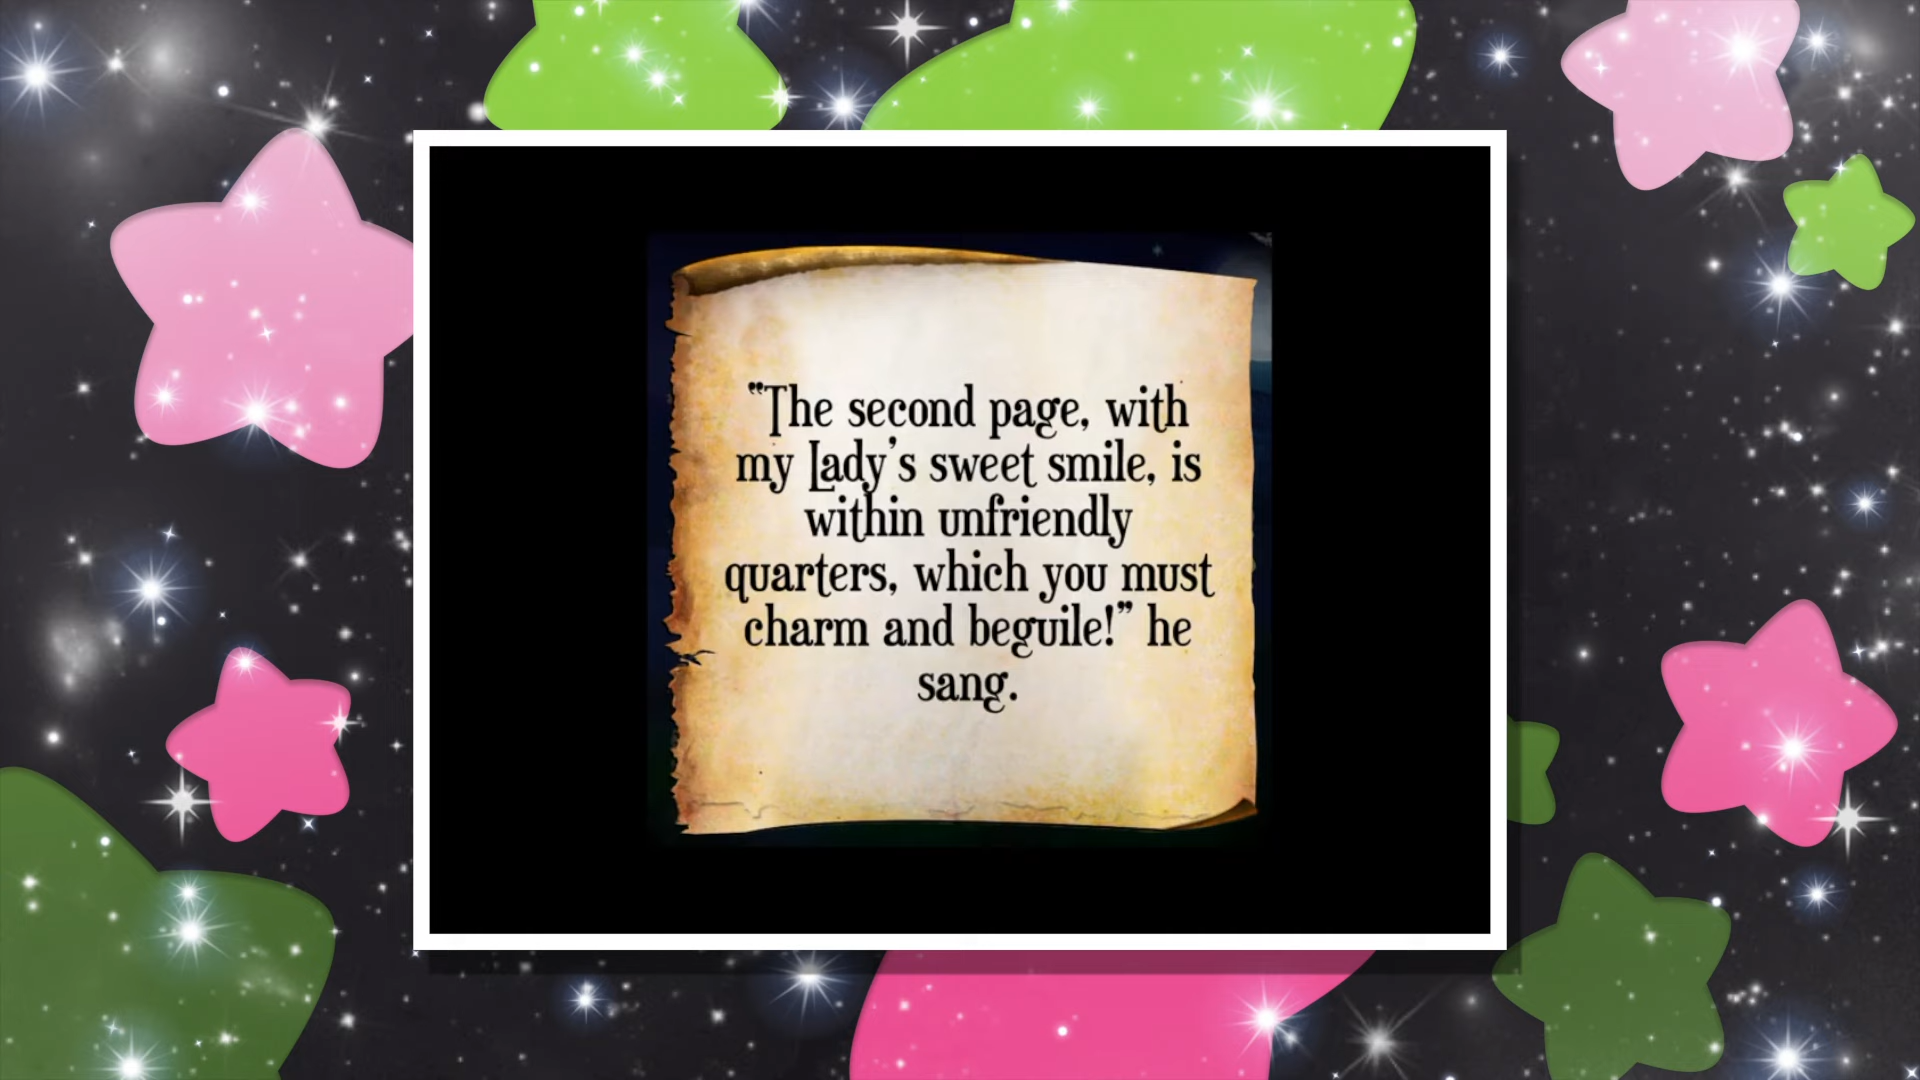 "The second page, with
my Lady's sweet smile, is
within unfriendly
quarters, which you must
charm and beguile!" he
sang.